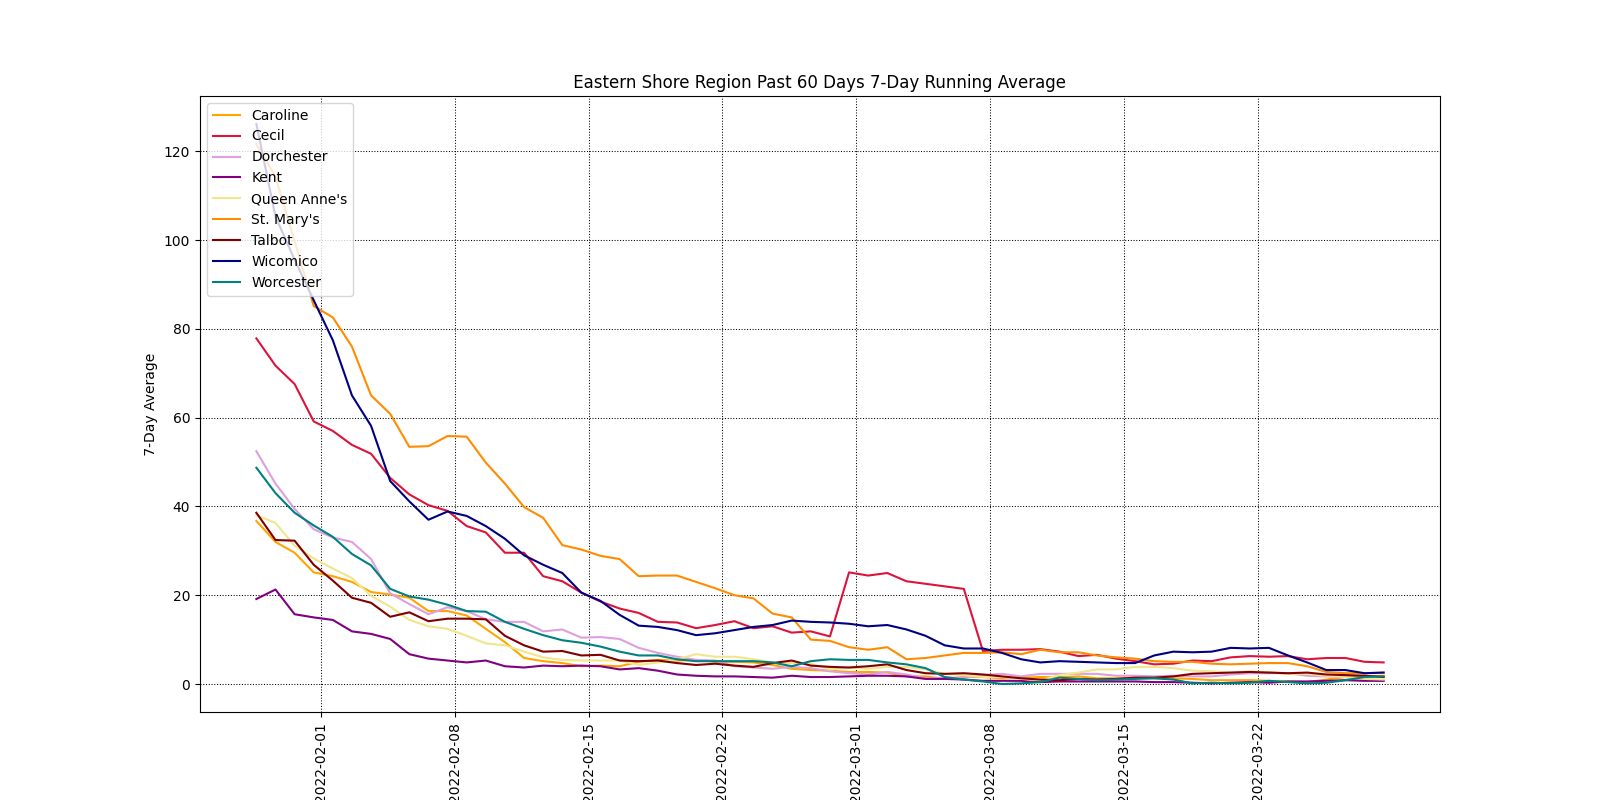 Eastern Shore Region Past 60 Days 7-Day Running Average
Caroline
Cecil
Dorchester
Kent
Queen Anne's
St. Mary's
Talbot
Wicomico
Worcester
7-Day Average
120
100
80
60
40
20
0
2022-02-01
2022-02-08
2022-02-15
2022-02-22
2022-03-01
2022-03-08
2022-03-15
2022-03-22